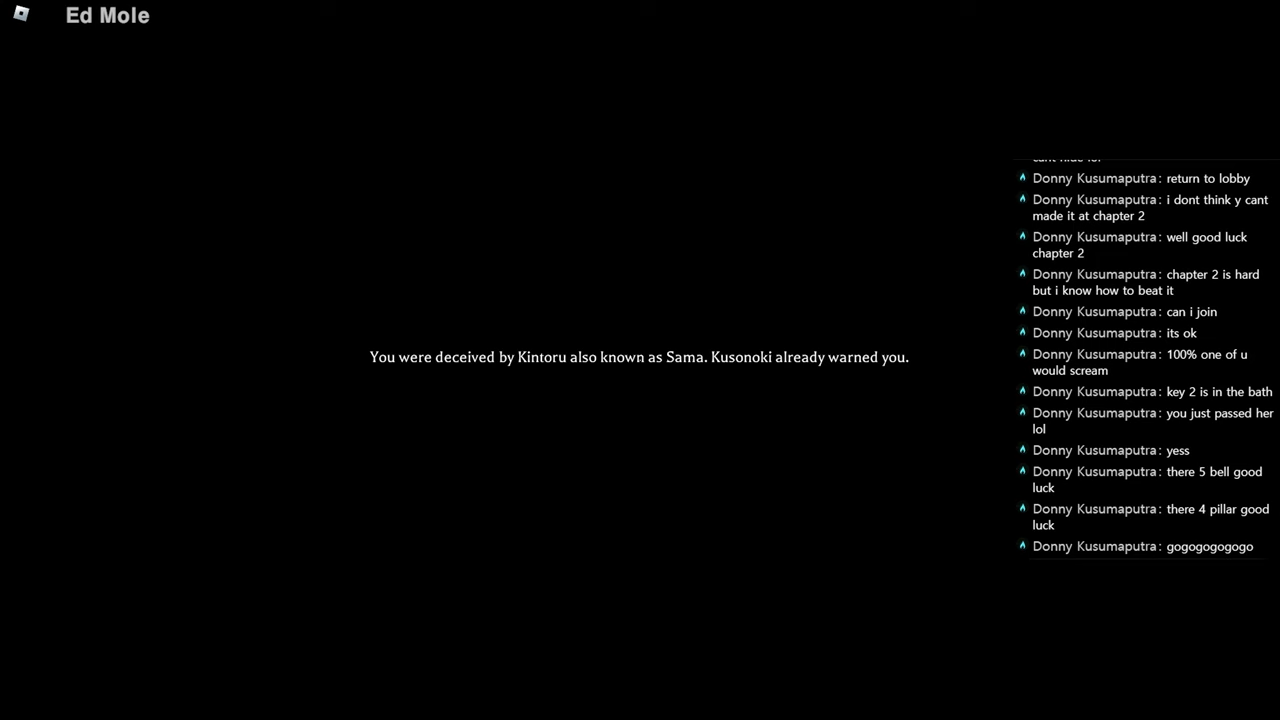 Ed Mole
You were deceived by Kintoru also known as Sama. Kusonoki already warned you.
Donny Kusumaputra: return to lobby
Donny Kusumaputra: i dont think y cant
made it at chapter 2
Donny Kusumaputra: well good luck
chapter 2
Donny Kusumaputra: chapter 2 is hard
but i know how to beat it
Donny Kusumaputra: can i join
Donny Kusumaputra: its ok
Donny Kusumaputra: 100% one of u
would scream
Donny Kusumaputra: key 2 is in the bath
Donny Kusumaputra: you just passed her
lol
Donny Kusumaputra: yess
Donny Kusumaputra: there 5 bell good
luck
Donny Kusumaputra: there 4 pillar good
luck
Donny Kusumaputra: gogogogogogo